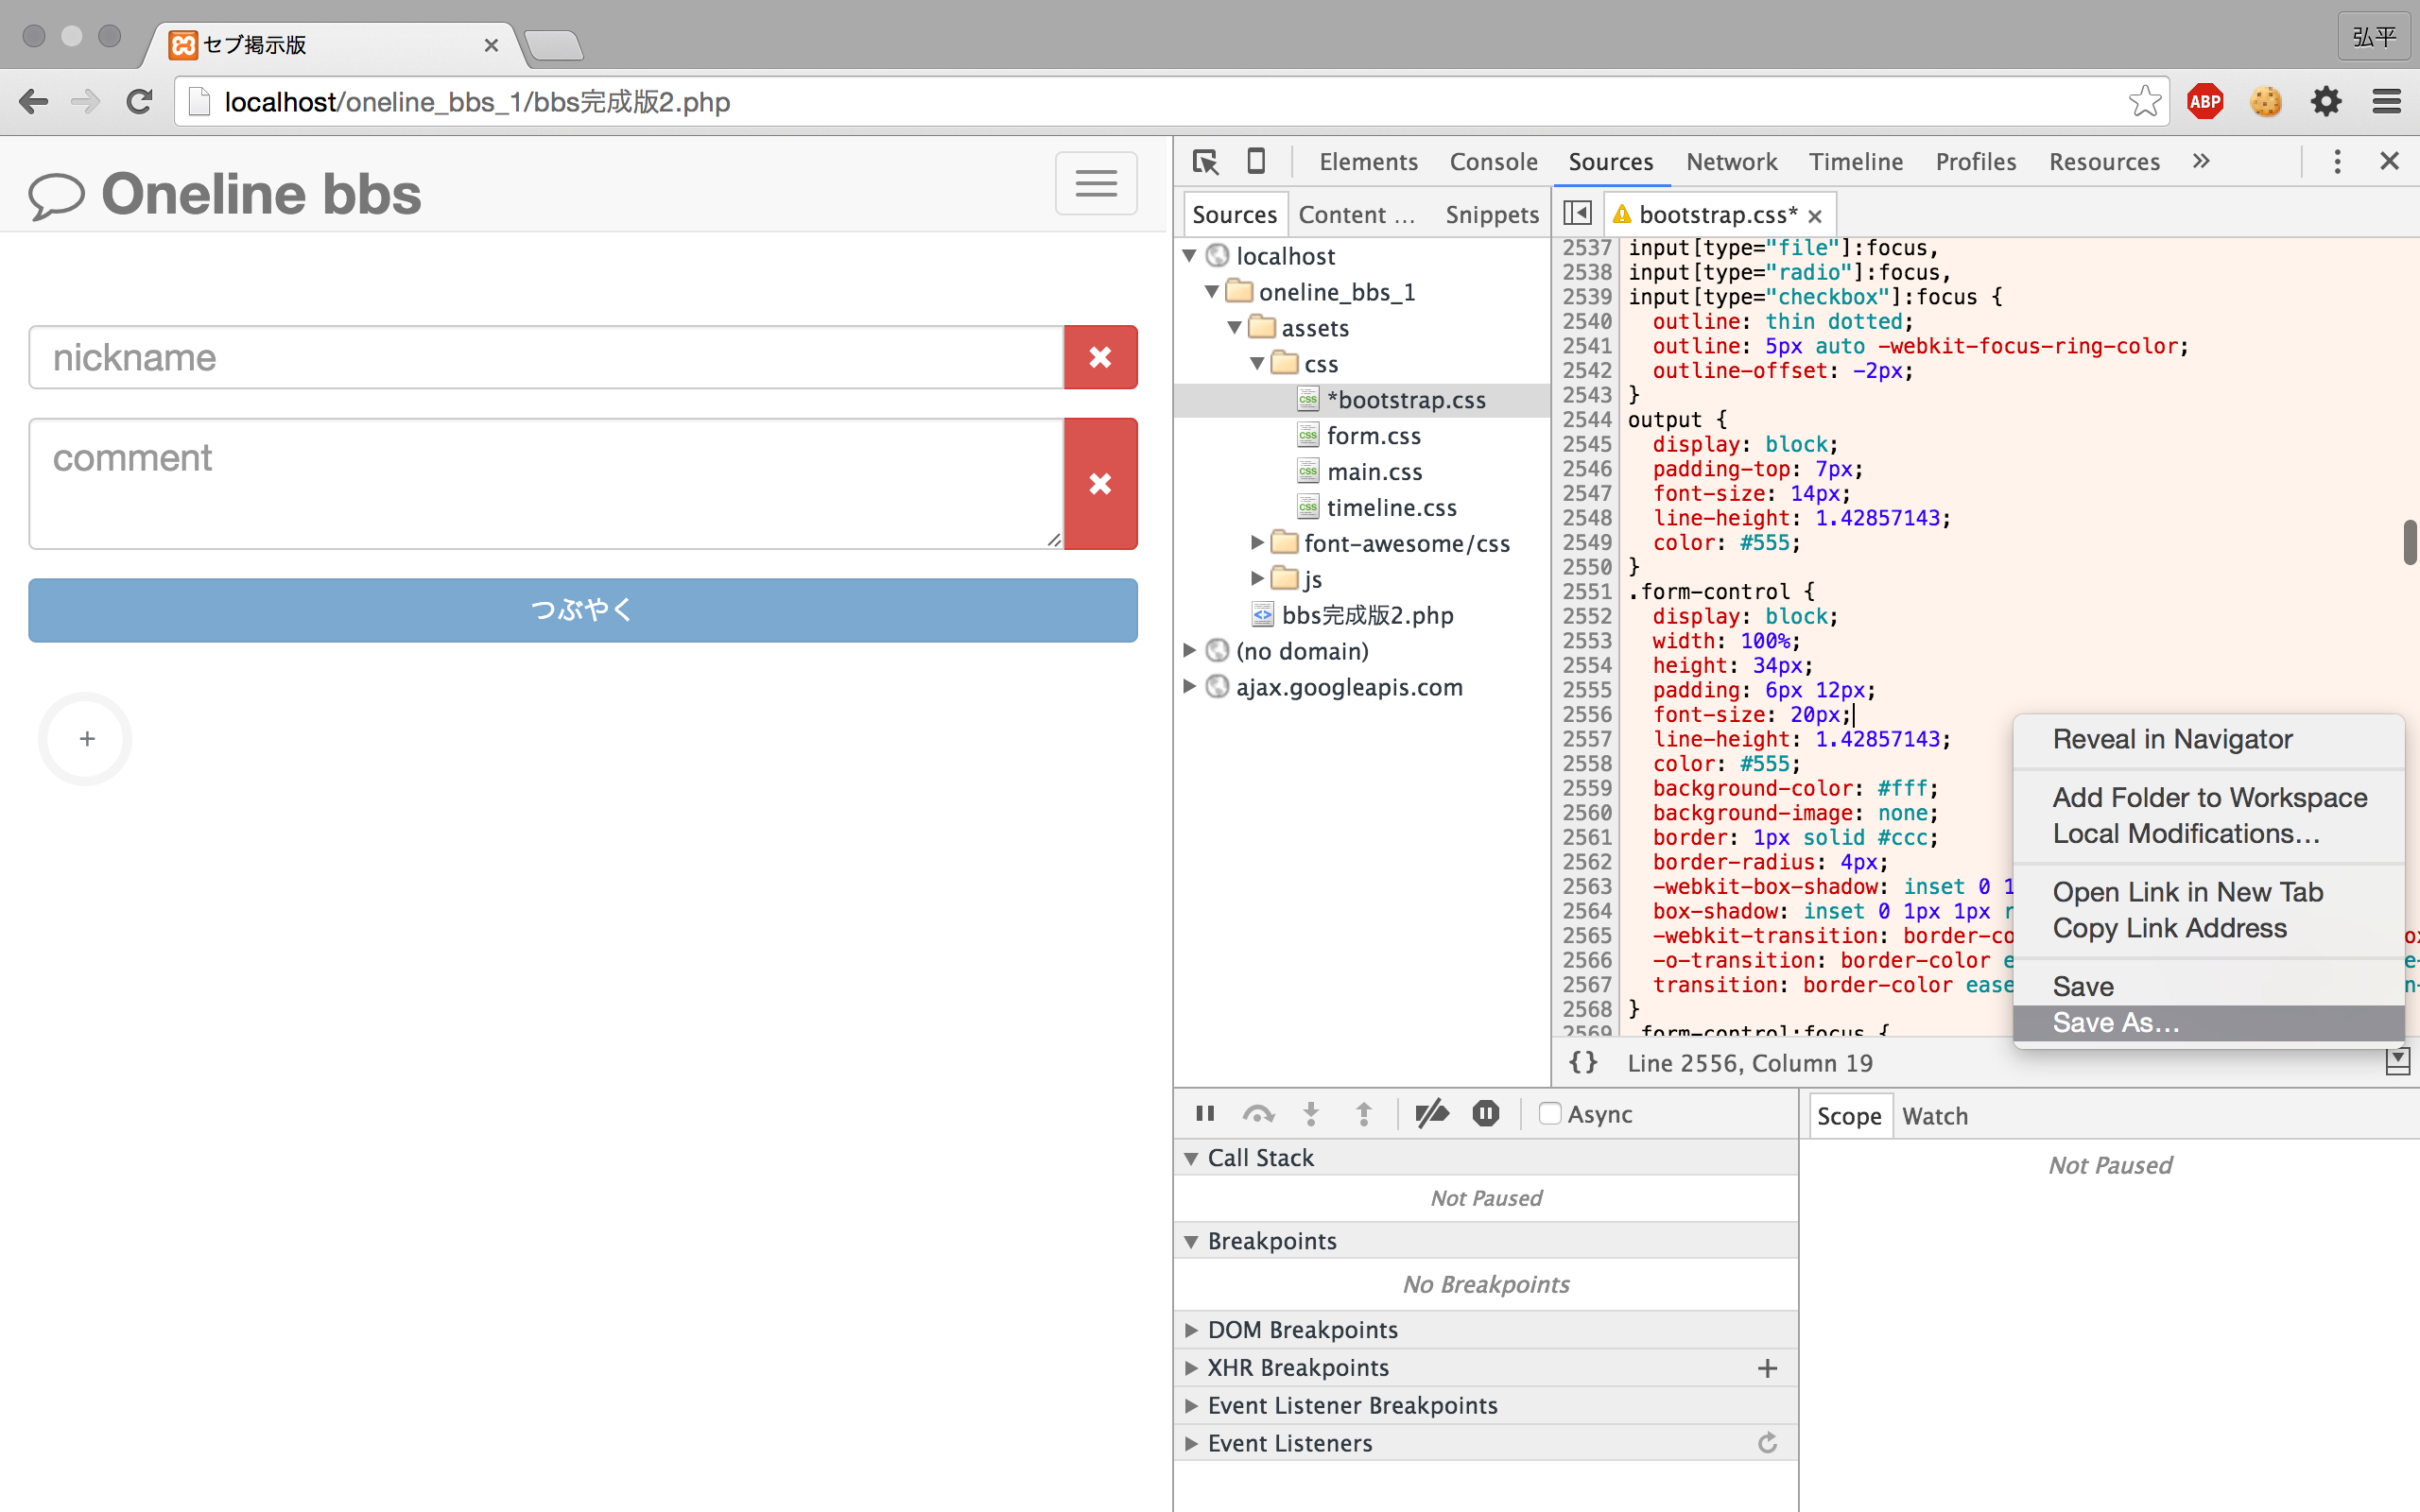 セブ掲示版
弘平
localhost/oneline_bbs_1/bbs完成版2.php
ABP
Oneline bbs
nickname
comment
つぶやく
+
Elements Console Sources Network Timeline Profiles Resources »
Sources Content ... Snippets
localhost
oneline_bbs_1
assets
css
*bootstrap.css
form.css
main.css
timeline.css
font-awesome/css
js
bbs完成版2.php
(no domain)
ajax.googleapis.com
bootstrap.css*
2537 input[type="file"]:focus,
2538 input[type="radio"]:focus,
2539 input[type="checkbox"]:focus {
2540 outline: thin dotted;
2541 outline: 5px auto -webkit-focus-ring-color;
2542 outline-offset: -2px;
2543 }
2544 output {
2545 display: block;
2546 padding-top: 7px;
2547 font-size: 14px;
2548 line-height: 1.42857143;
2549 color: #555;
2550 }
2551 .form-control {
2552 display: block;
2553 width: 100%;
2554 height: 34px;
2555 padding: 6px 12px;
2556 font-size: 20px;
2557 line-height: 1.42857143;
2558 color: #555;
2559 background-color: #fff;
2560 background-image: none;
2561 border: 1px solid #ccc;
2562 border-radius: 4px;
2563 -webkit-box-shadow: inset 0 1
2564 box-shadow: inset 0 1px 1px r
2565 -webkit-transition: border-co
2566 -o-transition: border-color e
2567 transition: border-color ease
2568 }
2569 .form-control:focus {
Reveal in Navigator
Add Folder to Workspace
Local Modifications...
Open Link in New Tab
Copy Link Address
Save
Save As...
{} Line 2556, Column 19
Async
Call Stack
Not Paused
Breakpoints
No Breakpoints
DOM Breakpoints
XHR Breakpoints +
Event Listener Breakpoints
Event Listeners
Scope Watch
Not Paused